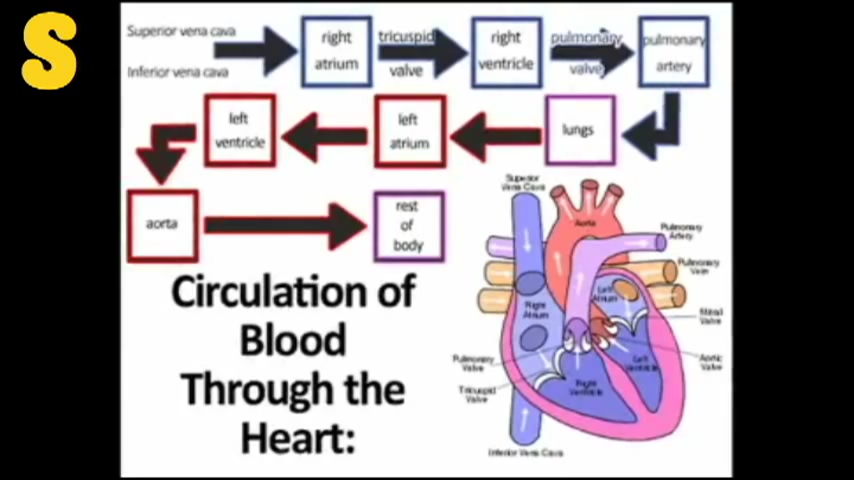 S
Superior vena cava
Inferior vena cava
right
atrium
tricuspid
valve
right
ventricle
pulmonary
valve
pulmonary
artery
left
ventricle
left
atrium
lungs
aorta
rest
of
body
Circulation of
Blood
Through the
Heart:
Superior
Vena Cava
Aorta
Pulmonary
Artery
Pulmonary
Vein
Left
Atrium
Right
Atrium
Mitral
Valve
Pulmonary
Valve
Aortic
Valve
Left
Ventricle
Right
Ventricle
Tricuspid
Valve
Inferior Vena Cava